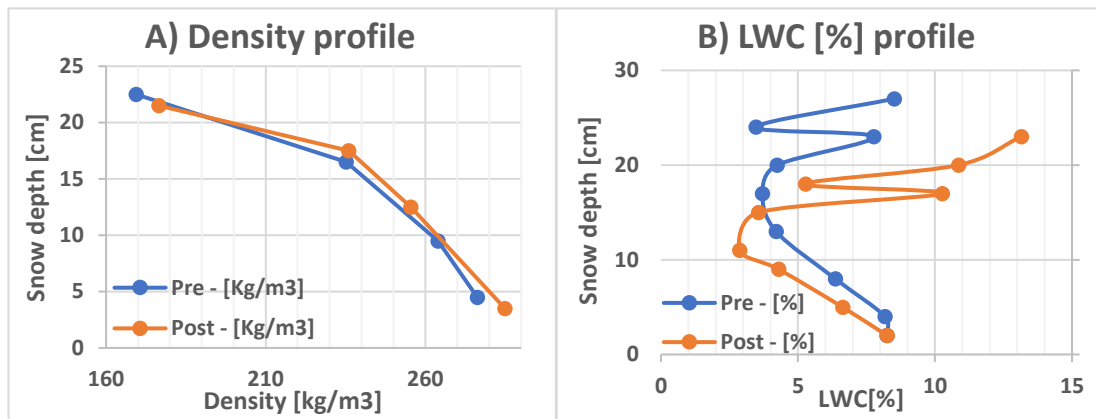 A) Density profile
25
20
15
10
5
0
Snow depth [cm]
Pre - [Kg/m3]
Post - [Kg/m3]
160
210
260
Density [kg/m3]
B) LWC [%] profile
30
20
10
0
Snow depth [cm]
Pre - [%]
Post - [%]
0
5
10
15
LWC[%]